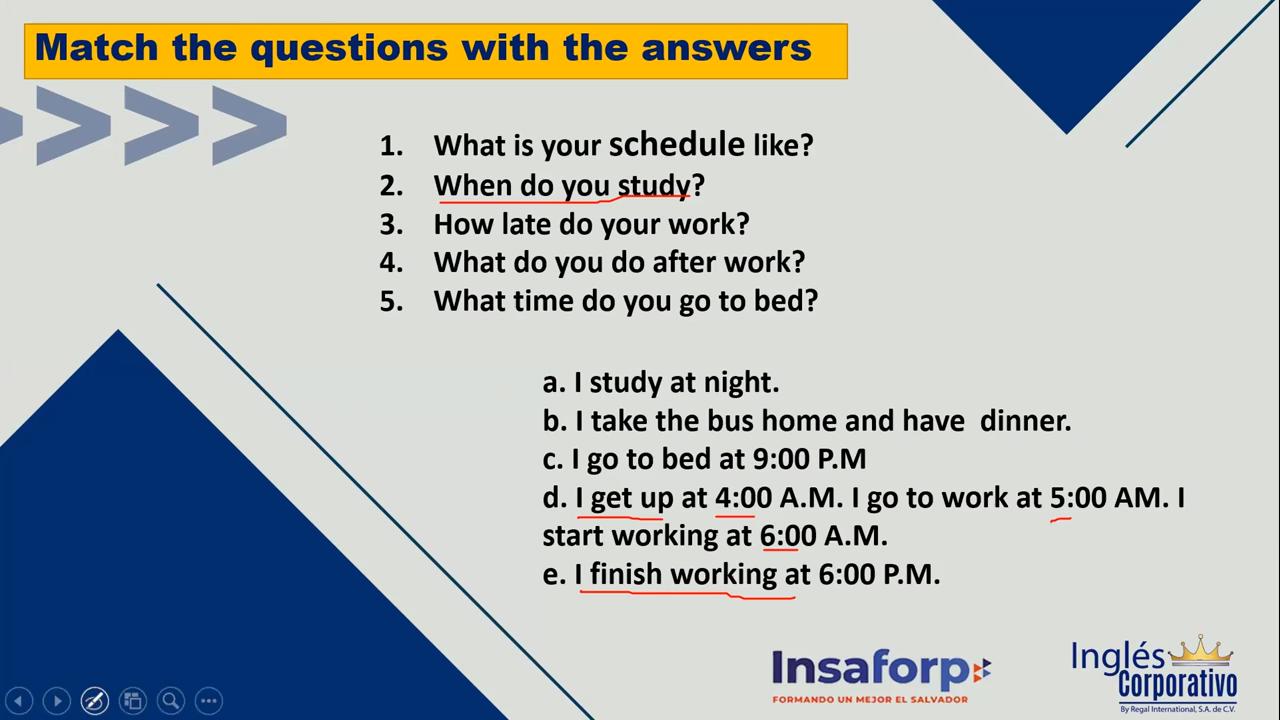 Match the questions with the answers
1. What is your schedule like?
2. When do you study?
3. How late do your work?
4. What do you do after work?
5. What time do you go to bed?
a. I study at night.
b. I take the bus home and have dinner.
c. I go to bed at 9:00 P.M
d. I get up at 4:00 A.M. I go to work at 5:00 AM. I
start working at 6:00 A.M.
e. I finish working at 6:00 P.M.
Insaforp
FORMANDO UN MEJOR EL SALVADOR
Inglés
Corporativo
By Regal International, S.A. de C.V.